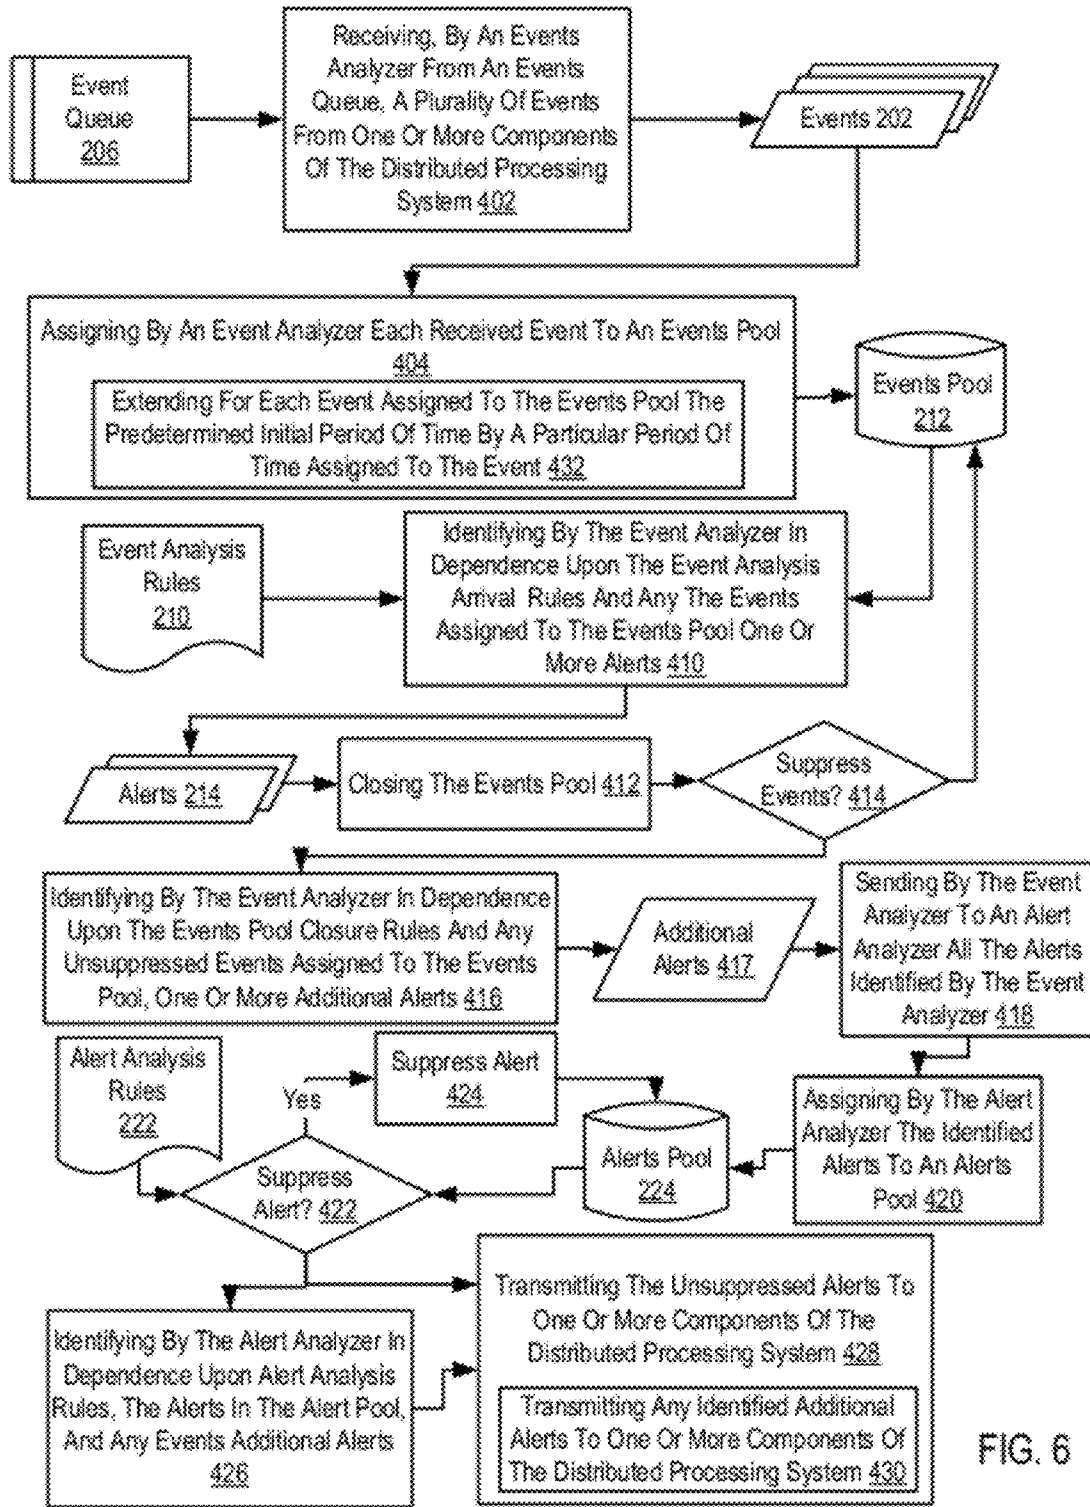 Event
Queue
206
Receiving, By An Events
Analyzer From An Events
Queue, A Plurality Of Events
From One Or More Components
Of The Distributed Processing
System 402
Events 202
Assigning By An Event Analyzer Each Received Event To An Events Pool
404
Extending For Each Event Assigned To The Events Pool The
Predetermined Initial Period Of Time By A Particular Period Of
Time Assigned To The Event 432
Events Pool
212
Event Analysis
Rules
210
Identifying By The Event Analyzer In
Dependence Upon The Event Analysis
Arrival Rules And Any The Events
Assigned To The Events Pool One Or
More Alerts 410
Alerts 214
Closing The Events Pool 412
Suppress
Events? 414
Identifying By The Event Analyzer In Dependence
Upon The Events Pool Closure Rules And Any
Unsuppressed Events Assigned To The Events
Pool, One Or More Additional Alerts 416
Additional
Alerts 417
Sending By The Event
Analyzer To An Alert
Analyzer All The Alerts
Identified By The Event
Analyzer 418
Alert Analysis
Rules
222
Yes
Suppress Alert
424
Alerts Pool
224
Assigning By The Alert
Analyzer The Identified
Alerts To An Alerts
Pool 420
Suppress
Alert? 422
Transmitting The Unsuppressed Alerts To
One Or More Components Of The
Distributed Processing System 428
Transmitting Any Identified Additional
Alerts To One Or More Components Of
The Distributed Processing System 430
Identifying By The Alert Analyzer In
Dependence Upon Alert Analysis
Rules, The Alerts In The Alert Pool,
And Any Events Additional Alerts
426
FIG. 6